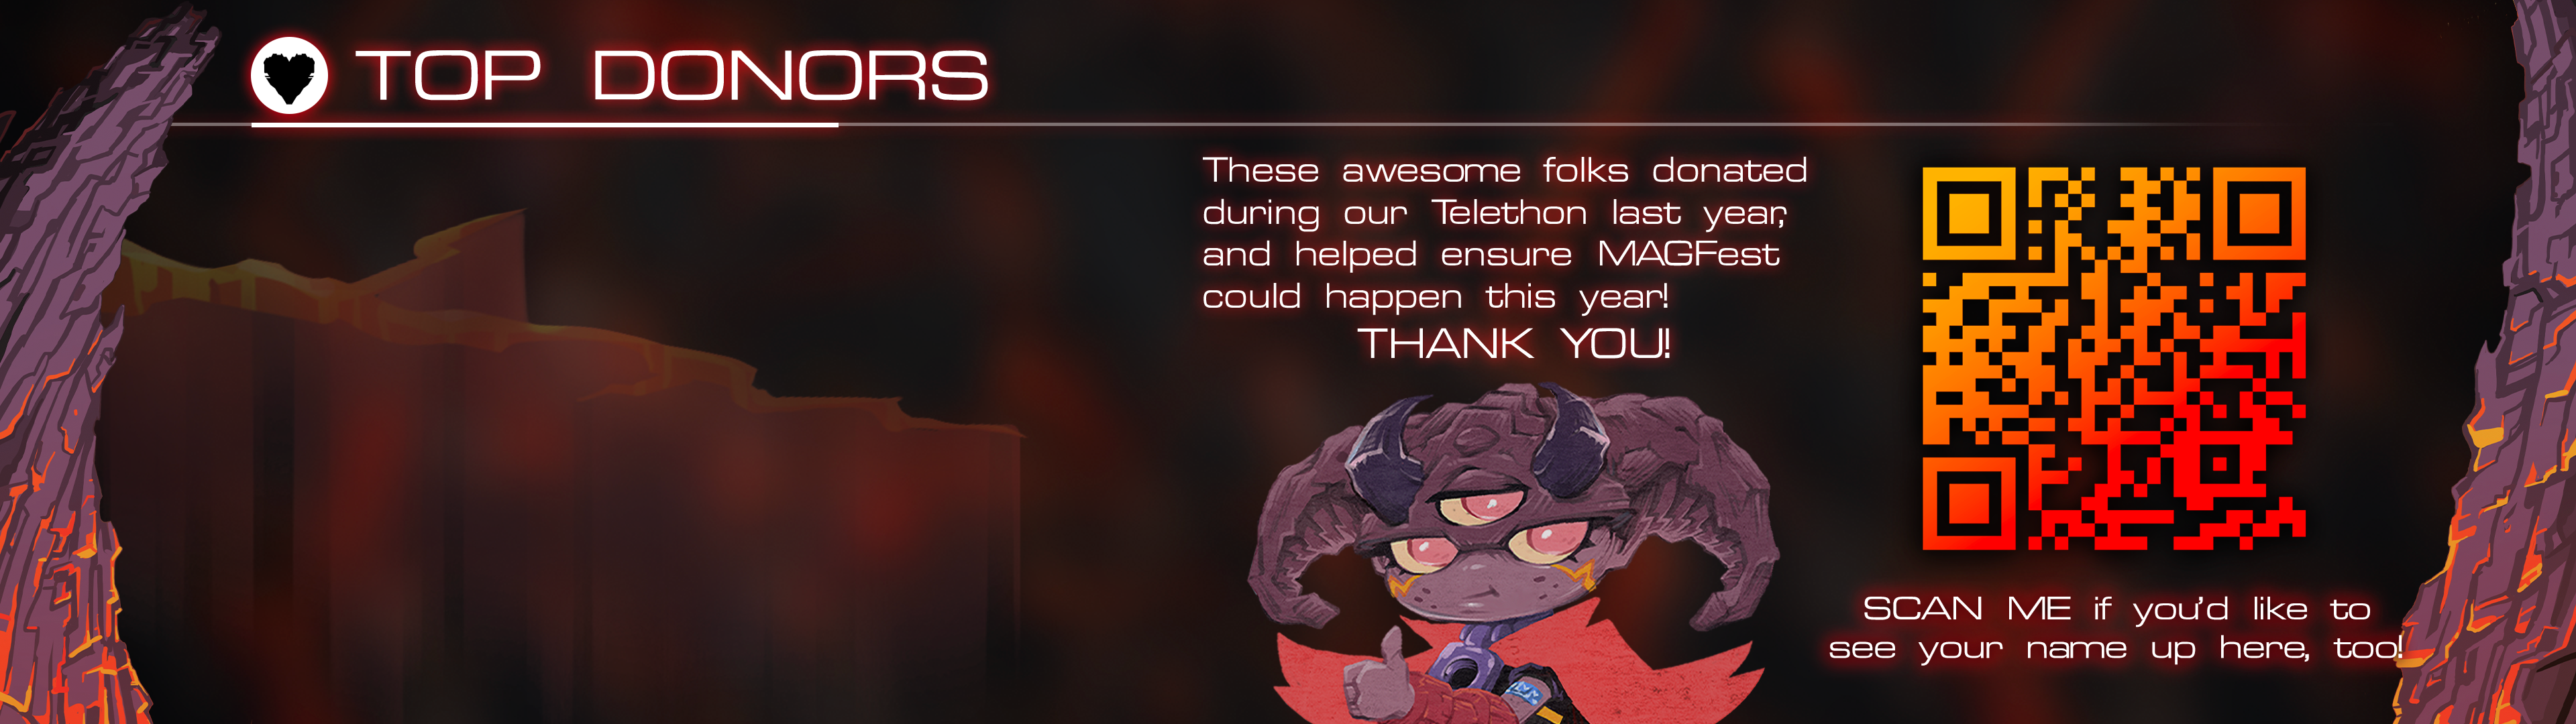 TOP DONORS
These awesome folks donated
during our Telethon last year,
and helped ensure MAGFest
could happen this year!
THANK YOU!
SCAN ME if you'd like to
see your name up here, too!